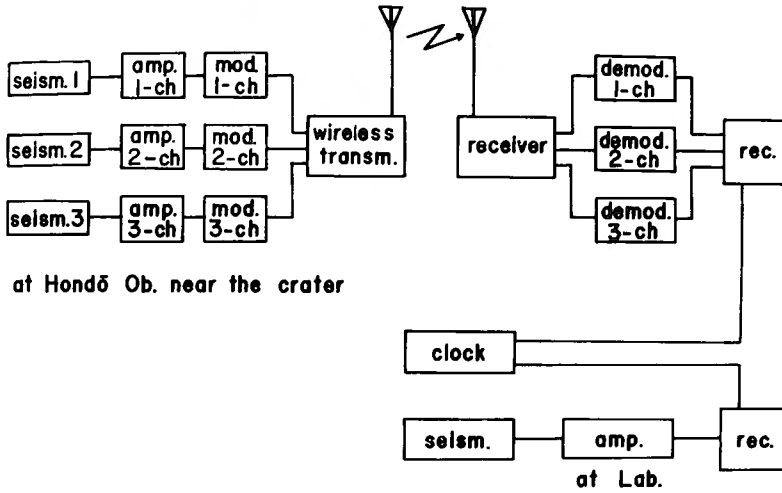 seism. 1
amp.
1-ch
mod.
1-ch
seism. 2
amp.
2-ch
mod.
2-ch
seism. 3
amp.
3-ch
mod.
3-ch
wireless
transm.
receiver
demod.
1-ch
demod.
2-ch
demod.
3-ch
rec.
at Hondō Ob. near the crater
clock
seism.
amp.
rec.
at Lab.